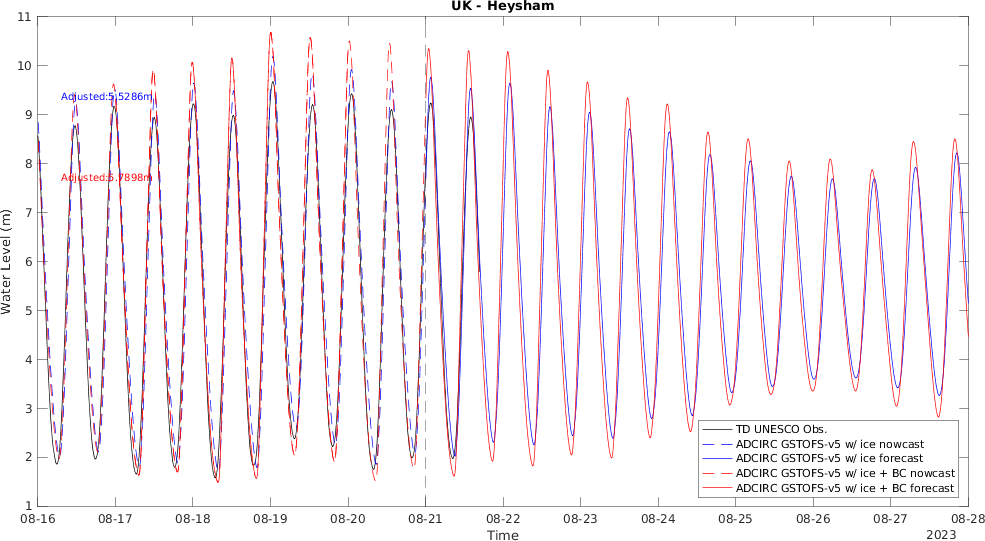 UK - Heysham
11
10
9
8
7
6
5
4
3
2
1
Water Level (m)
Adjusted:5.5286m
Adjusted:5.7898m
TD UNESCO Obs.
ADCIRC GSTOFS-v5 w/ ice nowcast
ADCIRC GSTOFS-v5 w/ ice forecast
ADCIRC GSTOFS-v5 w/ ice + BC nowcast
ADCIRC GSTOFS-v5 w/ ice + BC forecast
08-16 08-17 08-18 08-19 08-20 08-21 08-22 08-23 08-24 08-25 08-26 08-27 08-28
Time
2023